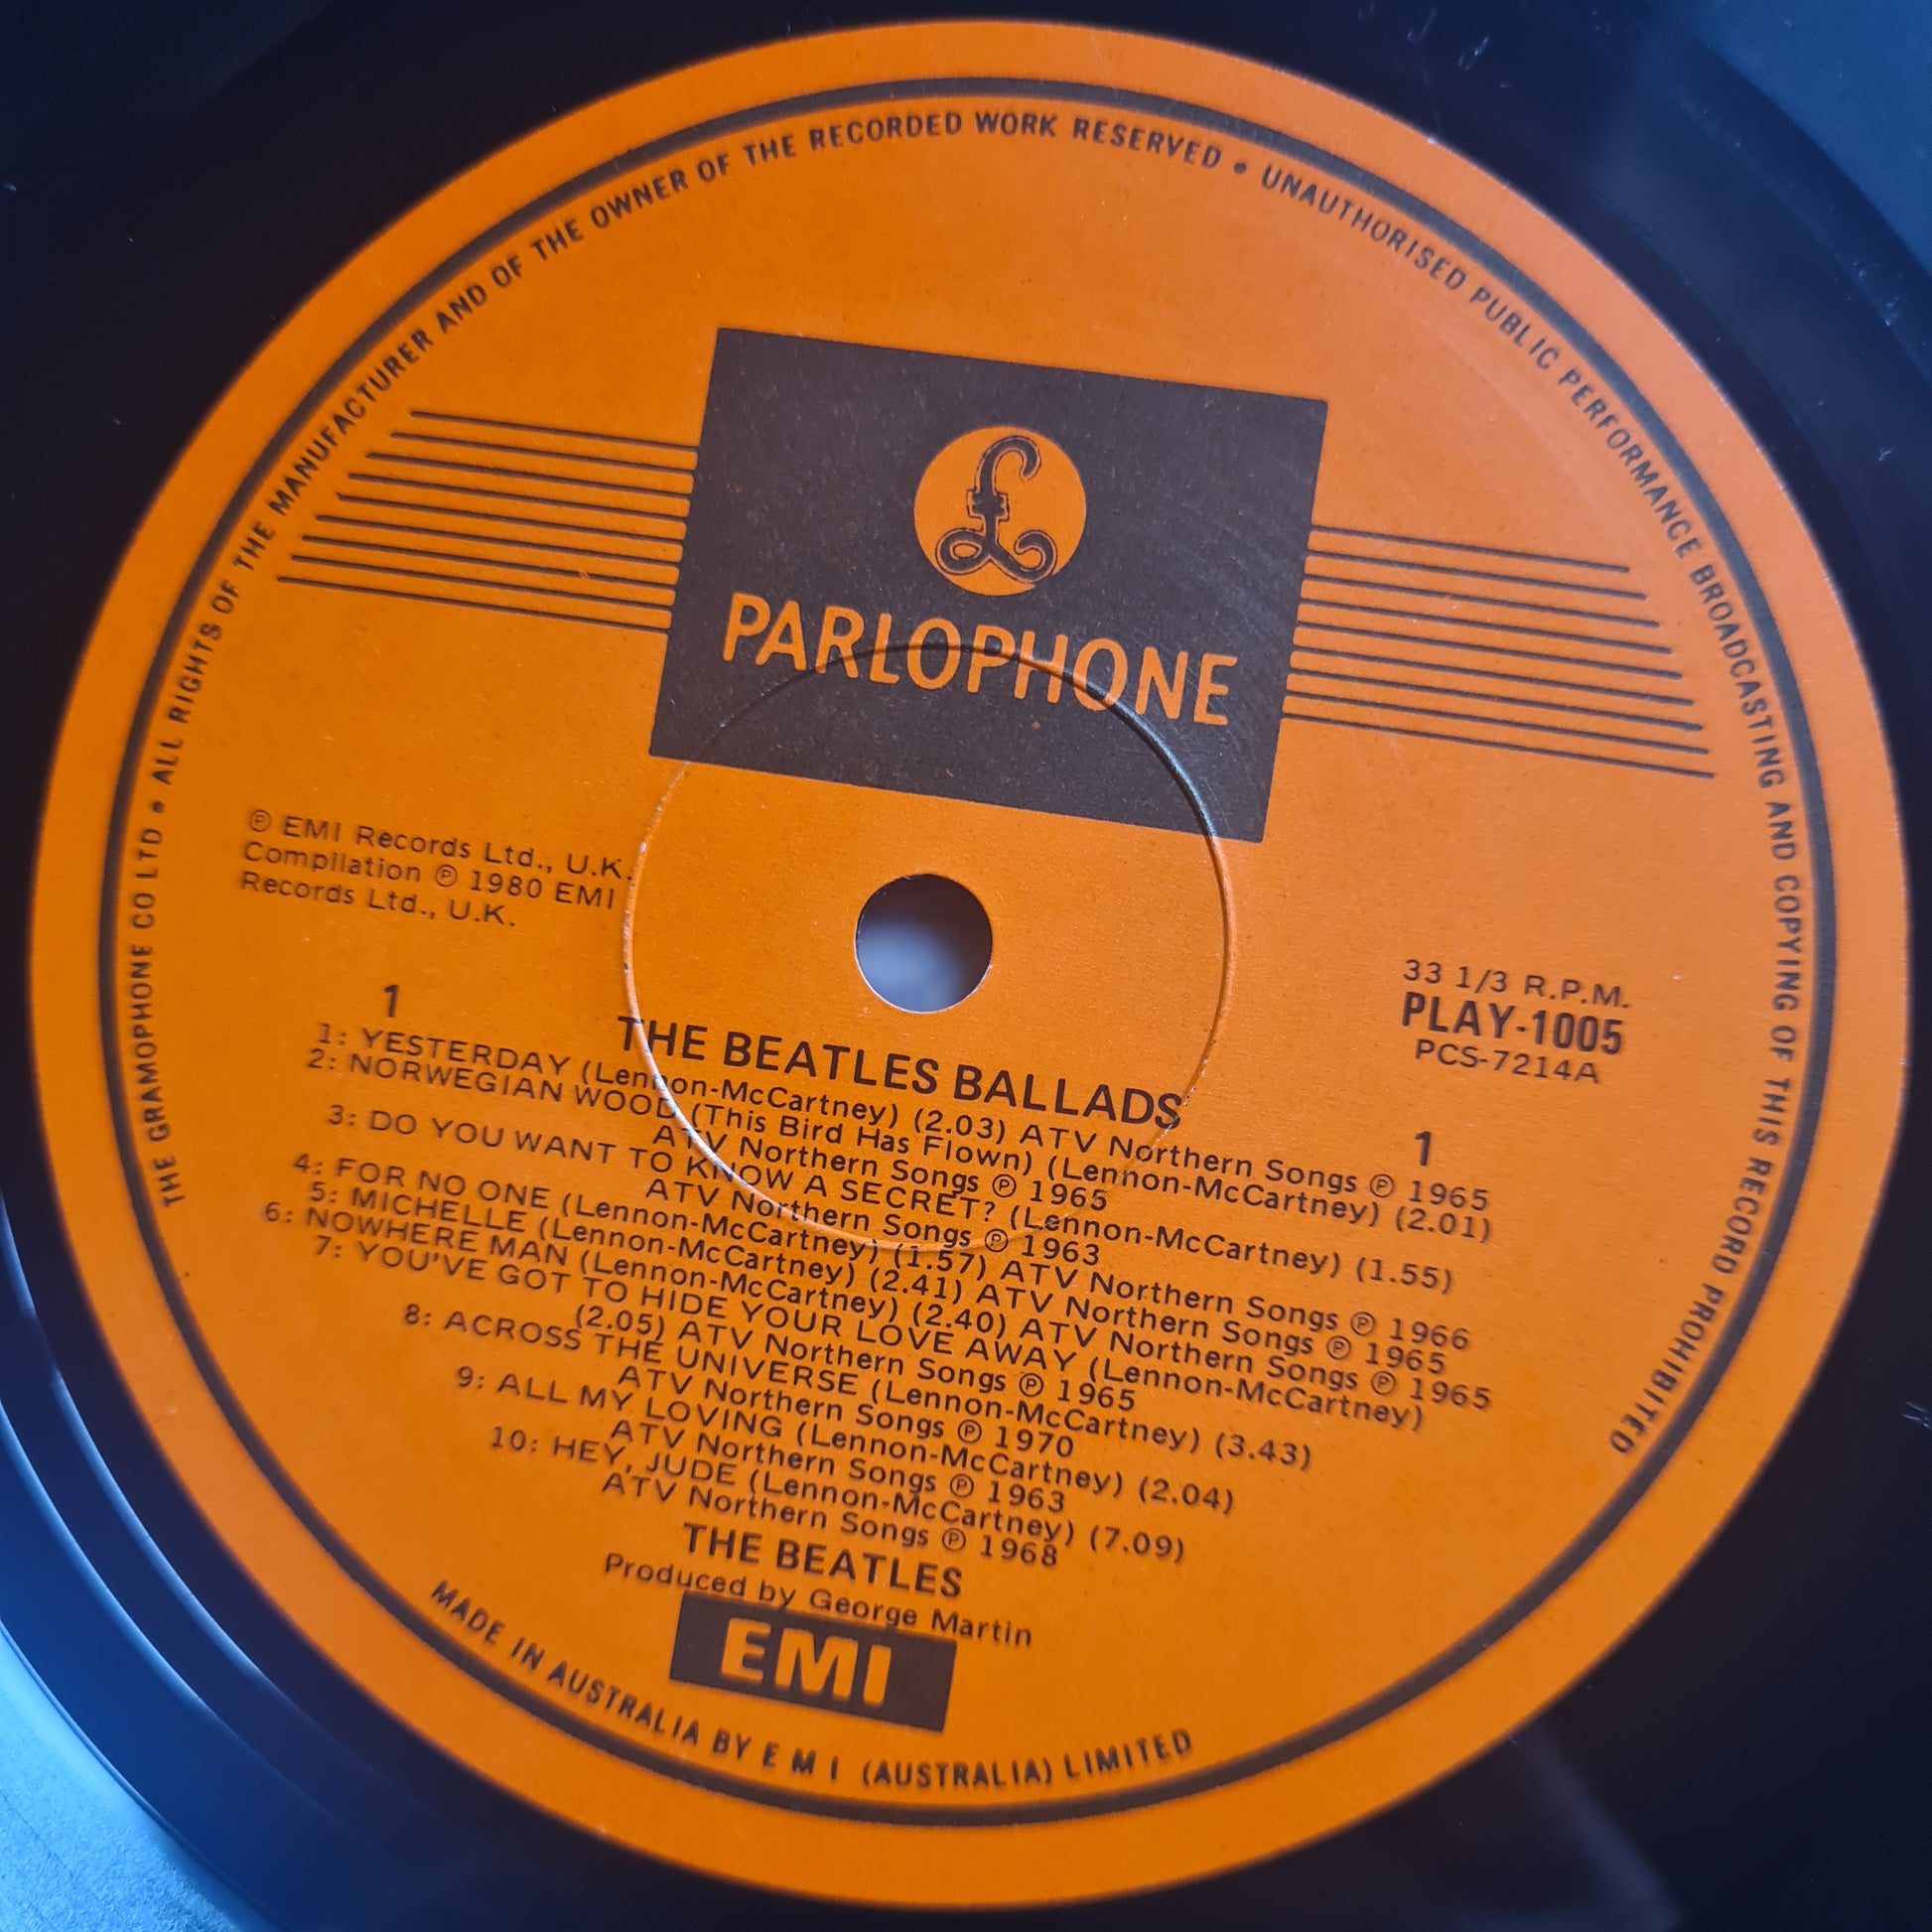 THE GRAMOPHONE CO LTD • ALL RIGHTS OF THE MANUFACTURER AND OF THE OWNER OF THE RECORDED WORK RESERVED • UNAUTHORISED PUBLIC PERFORMANCE BROADCASTING AND COPYING OF THIS RECORD PROHIBITED
£
PARLOPHONE
℗ EMI Records Ltd., U.K.
Compilation ℗ 1980 EMI
Records Ltd., U.K.
33 1/3 R.P.M.
PLAY-1005
PCS-7214A
1
1
THE BEATLES BALLADS
1: YESTERDAY (Lennon-McCartney) (2.03) ATV Northern Songs ℗ 1965
2: NORWEGIAN WOOD (This Bird Has Flown) (Lennon-McCartney) (2.01)
ATV Northern Songs ℗ 1965
3: DO YOU WANT TO KNOW A SECRET? (Lennon-McCartney) (1.55)
ATV Northern Songs ℗ 1963
4: FOR NO ONE (Lennon-McCartney) (1.57) ATV Northern Songs ℗ 1966
5: MICHELLE (Lennon-McCartney) (2.41) ATV Northern Songs ℗ 1965
6: NOWHERE MAN (Lennon-McCartney) (2.40) ATV Northern Songs ℗ 1965
7: YOU'VE GOT TO HIDE YOUR LOVE AWAY (Lennon-McCartney)
(2.05) ATV Northern Songs ℗ 1965
8: ACROSS THE UNIVERSE (Lennon-McCartney) (3.43)
ATV Northern Songs ℗ 1970
9: ALL MY LOVING (Lennon-McCartney) (2.04)
ATV Northern Songs ℗ 1963
10: HEY, JUDE (Lennon-McCartney) (7.09)
ATV Northern Songs ℗ 1968
THE BEATLES
Produced by George Martin
EMI
MADE IN AUSTRALIA BY E M I (AUSTRALIA) LIMITED